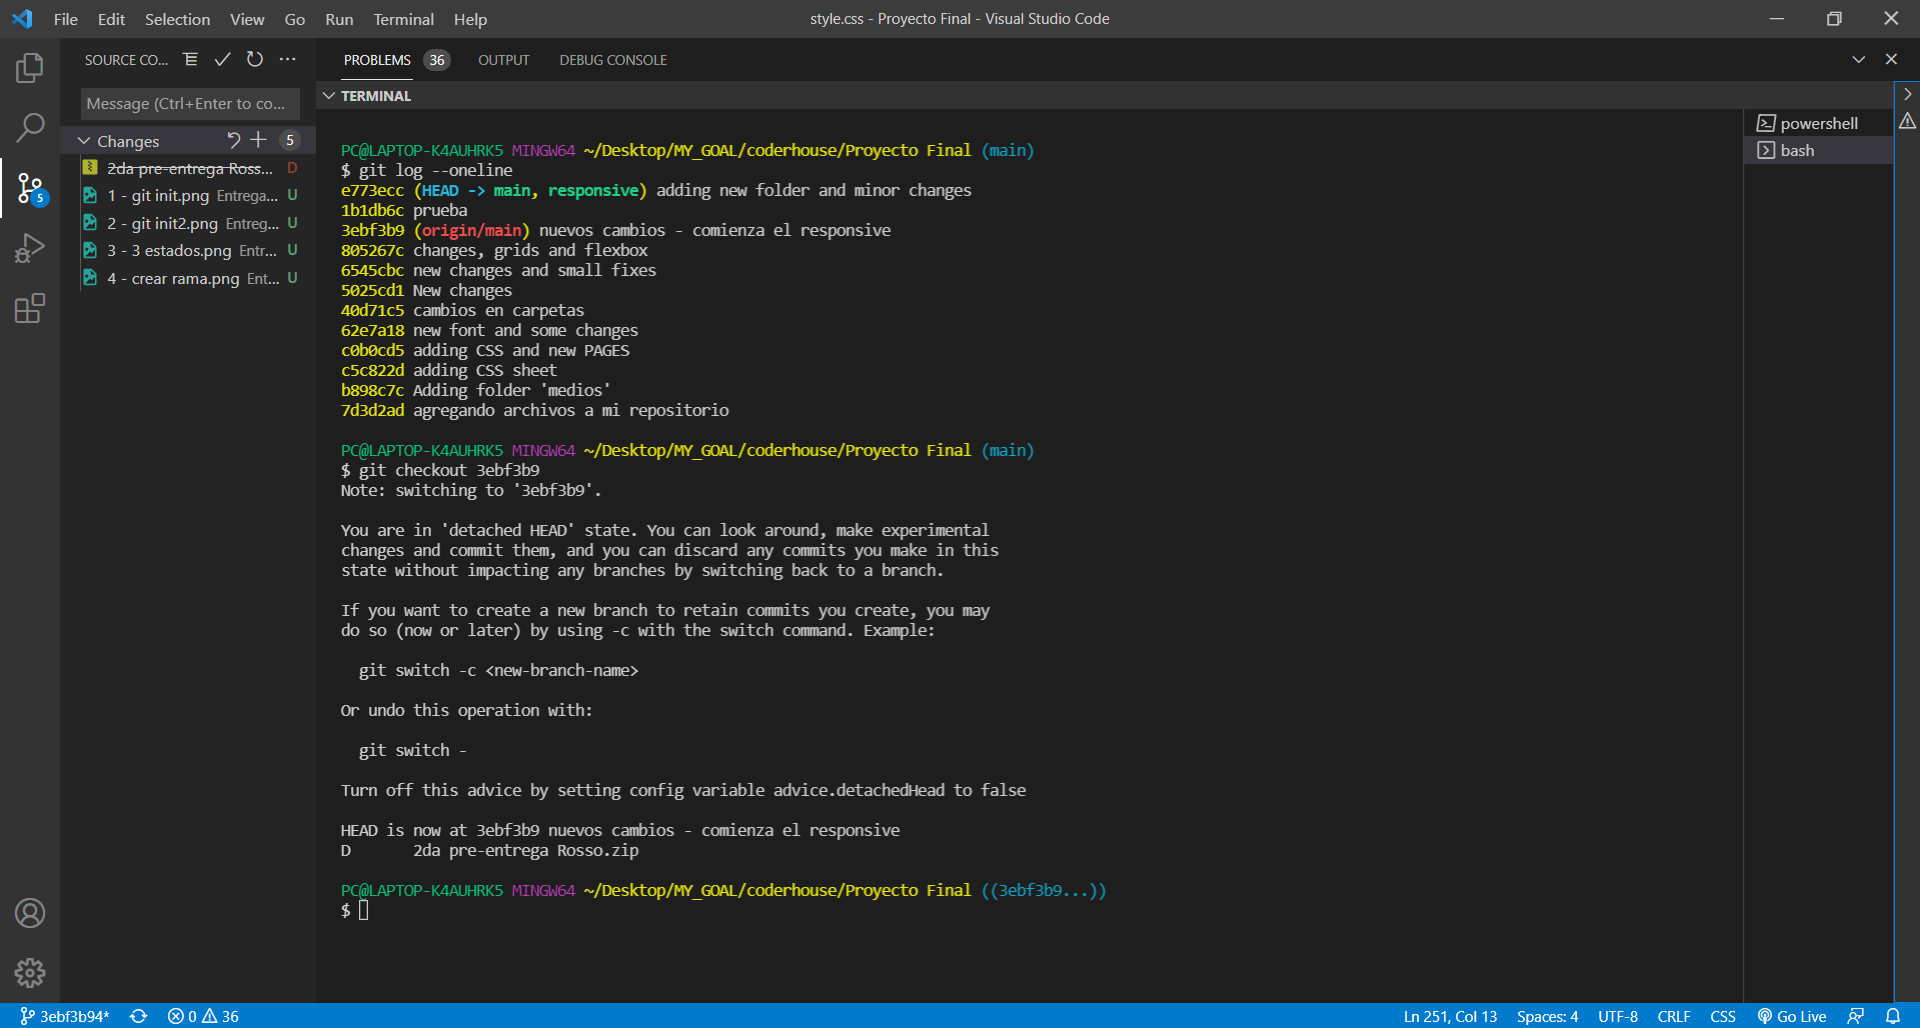 File Edit Selection View Go Run Terminal Help
style.css - Proyecto Final - Visual Studio Code
SOURCE CO...
Message (Ctrl+Enter to co...
Changes 5
2da pre-entrega Ross... D
1 - git init.png Entrega... U
2 - git init2.png Entreg... U
3 - 3 estados.png Entr... U
4 - crear rama.png Ent... U
5
PROBLEMS 36 OUTPUT DEBUG CONSOLE
TERMINAL
PC@LAPTOP-K4AUHRK5 MINGW64 ~/Desktop/MY_GOAL/coderhouse/Proyecto Final (main)
$ git log --oneline
e773ecc (HEAD -> main, responsive) adding new folder and minor changes
1b1db6c prueba
3ebf3b9 (origin/main) nuevos cambios - comienza el responsive
805267c changes, grids and flexbox
6545cbc new changes and small fixes
5025cd1 New changes
40d71c5 cambios en carpetas
62e7a18 new font and some changes
c0b0cd5 adding CSS and new PAGES
c5c822d adding CSS sheet
b898c7c Adding folder 'medios'
7d3d2ad agregando archivos a mi repositorio
PC@LAPTOP-K4AUHRK5 MINGW64 ~/Desktop/MY_GOAL/coderhouse/Proyecto Final (main)
$ git checkout 3ebf3b9
Note: switching to '3ebf3b9'.
You are in 'detached HEAD' state. You can look around, make experimental
changes and commit them, and you can discard any commits you make in this
state without impacting any branches by switching back to a branch.
If you want to create a new branch to retain commits you create, you may
do so (now or later) by using -c with the switch command. Example:
git switch -c <new-branch-name>
Or undo this operation with:
git switch -
Turn off this advice by setting config variable advice.detachedHead to false
HEAD is now at 3ebf3b9 nuevos cambios - comienza el responsive
D 2da pre-entrega Rosso.zip
PC@LAPTOP-K4AUHRK5 MINGW64 ~/Desktop/MY_GOAL/coderhouse/Proyecto Final ((3ebf3b9...))
$
powershell
bash
3ebf3b94* 0 36
Ln 251, Col 13 Spaces: 4 UTF-8 CRLF CSS Go Live